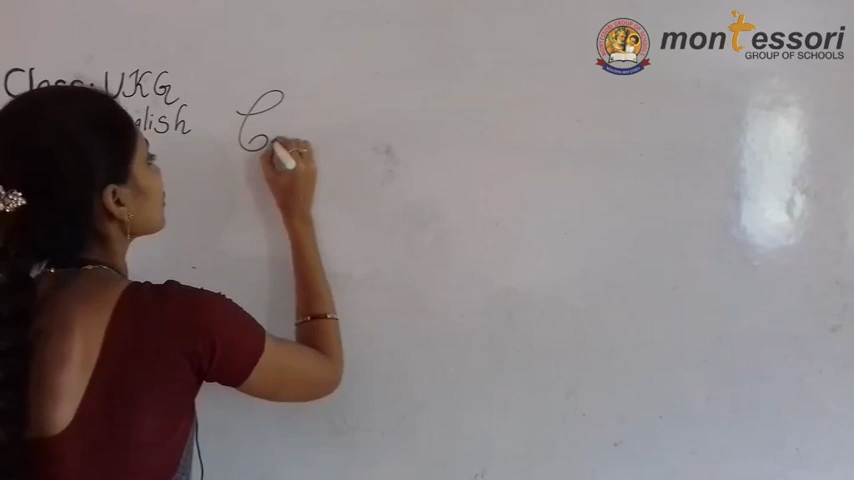 montessori
GROUP OF SCHOOLS
Class: UKG
English
C